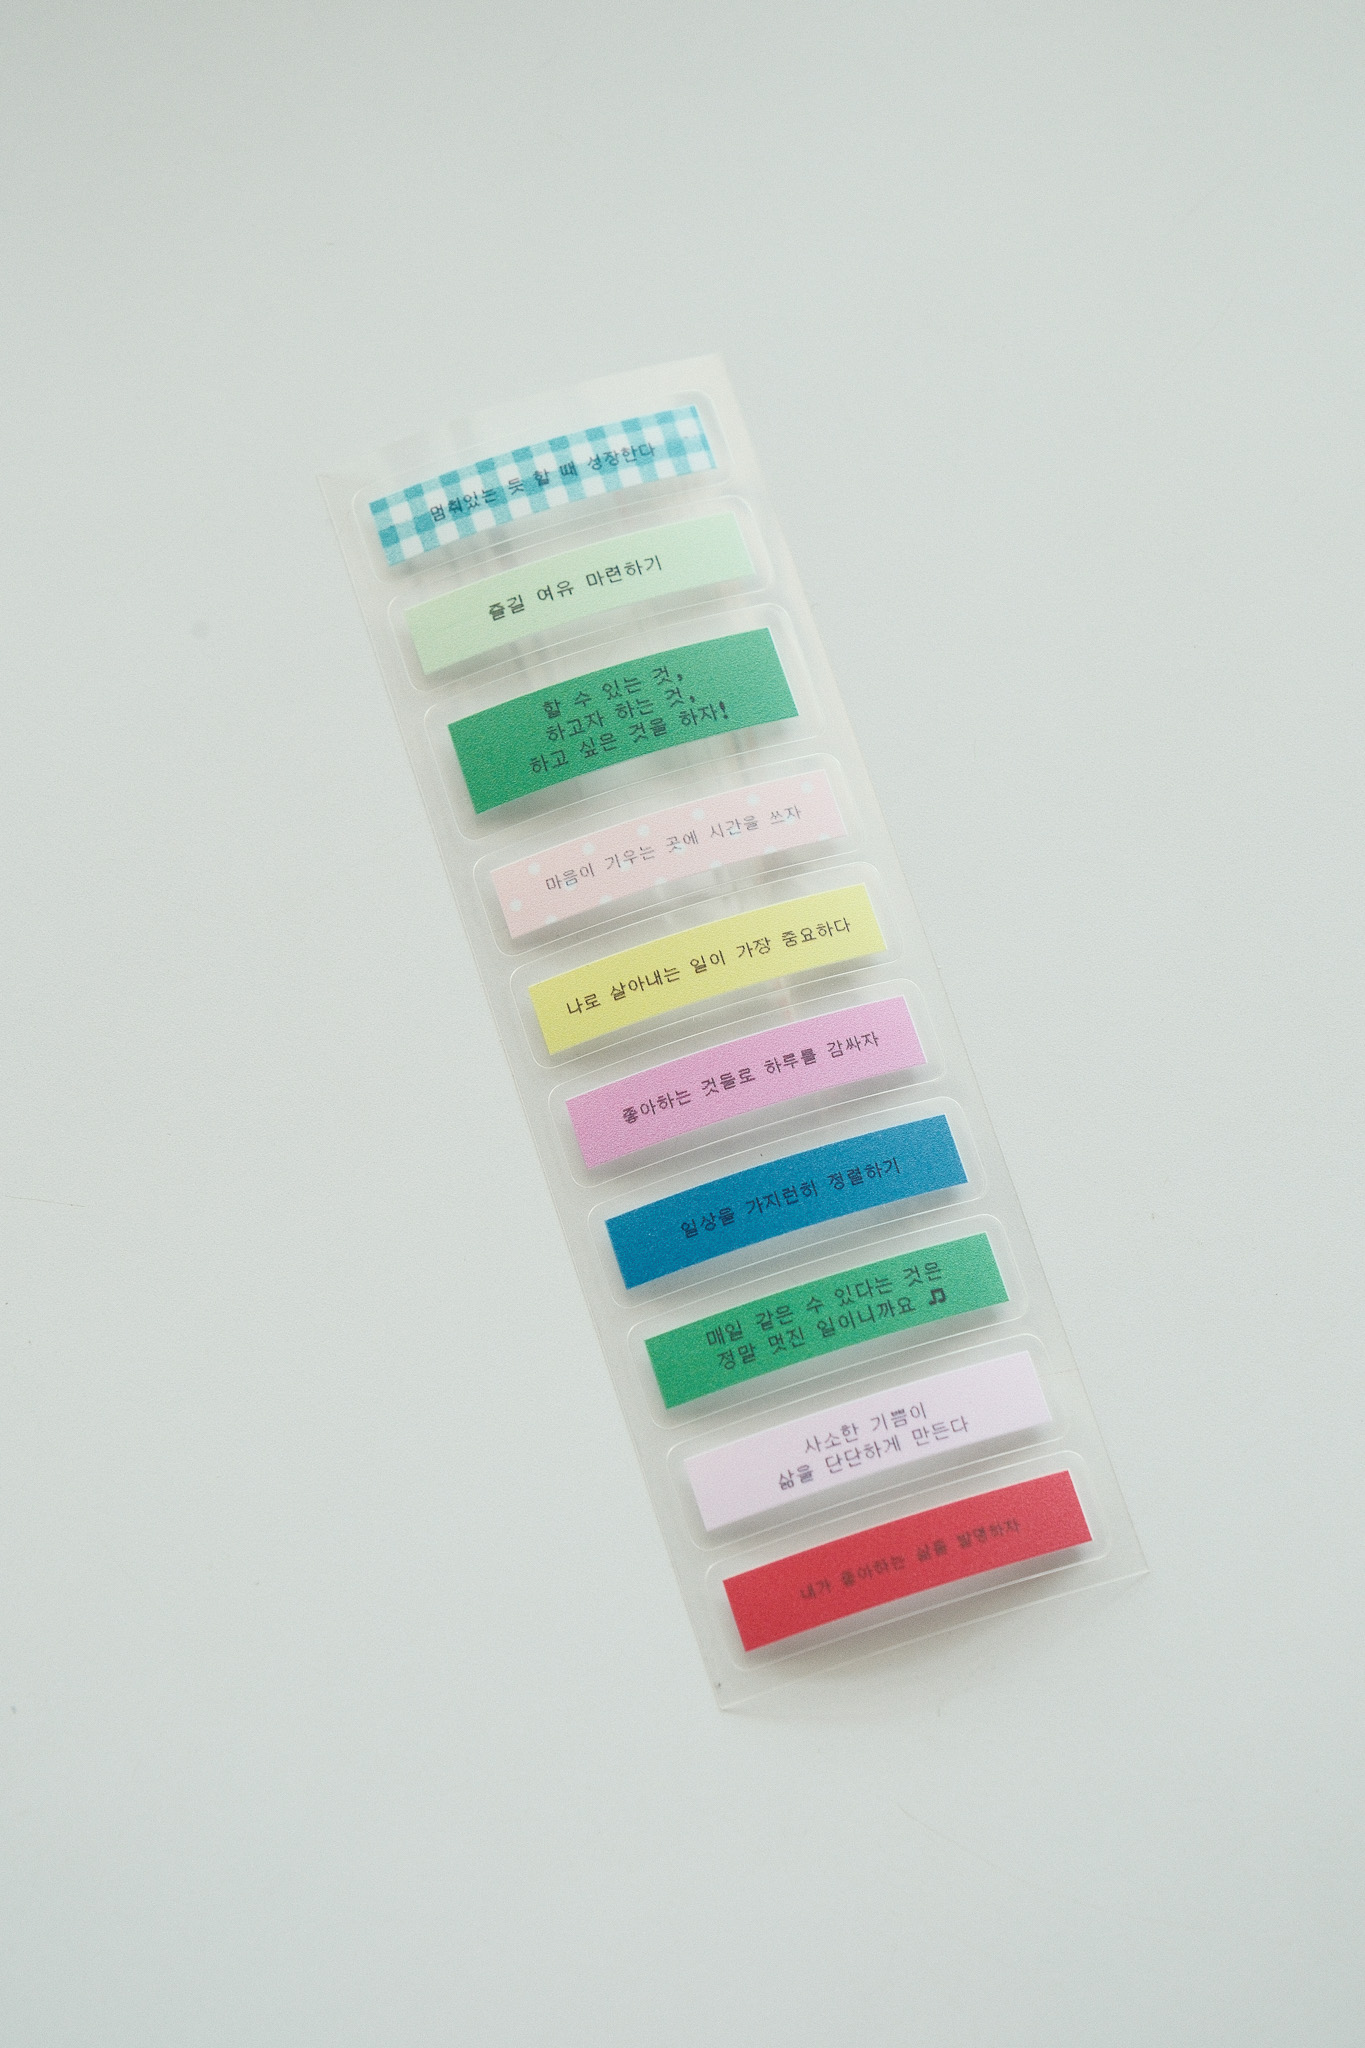 멈춰있는 듯 할 때 성장한다
즐길 여유 마련하기
할 수 있는 것,
하고자 하는 것,
하고 싶은 것을 하자!
마음이 기우는 곳에 시간을 쓰자
나로 살아내는 일이 가장 중요하다
좋아하는 것들로 하루를 감싸자
일상을 가지런히 정렬하기
매일 같은 수 있다는 것은
정말 멋진 일이니까요 ♫
사소한 기쁨이
삶을 단단하게 만든다
내가 좋아하는 삶을 발명하자